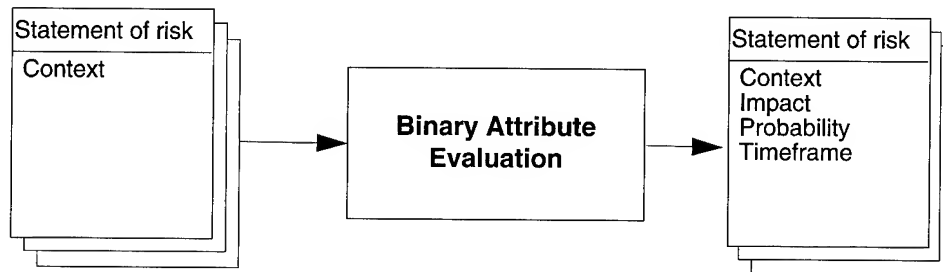 Statement of risk
Context
Binary Attribute
Evaluation
Statement of risk
Context
Impact
Probability
Timeframe